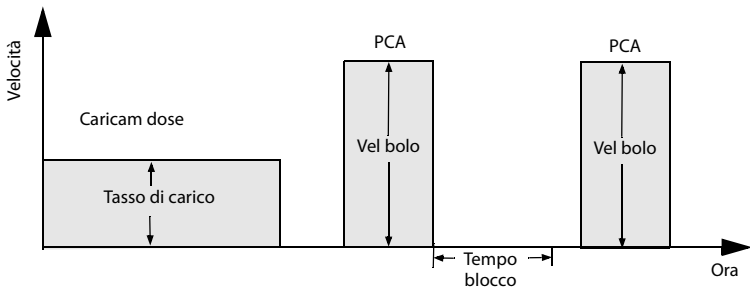 PCA
PCA
Velocità
Caricam dose
Vel bolo
Vel bolo
Tasso di carico
Tempo
blocco
Ora